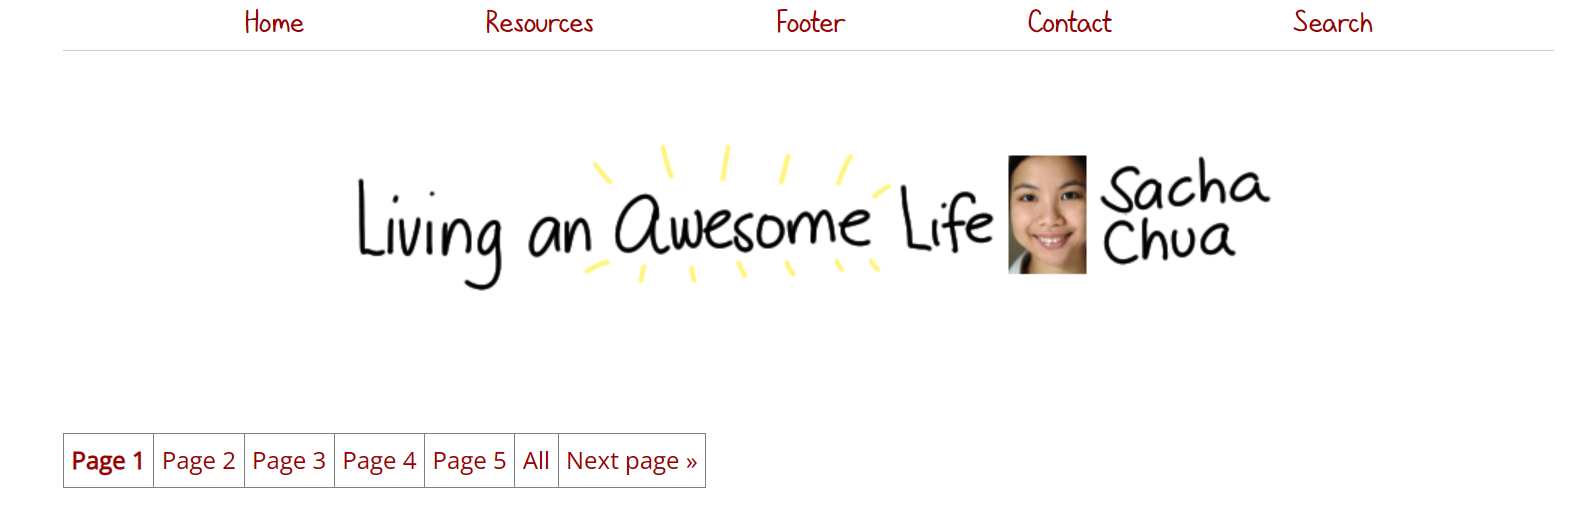 Home Resources Footer Contact Search
Living an Awesome Life Sacha Chua
Page 1 Page 2 Page 3 Page 4 Page 5 All Next page »